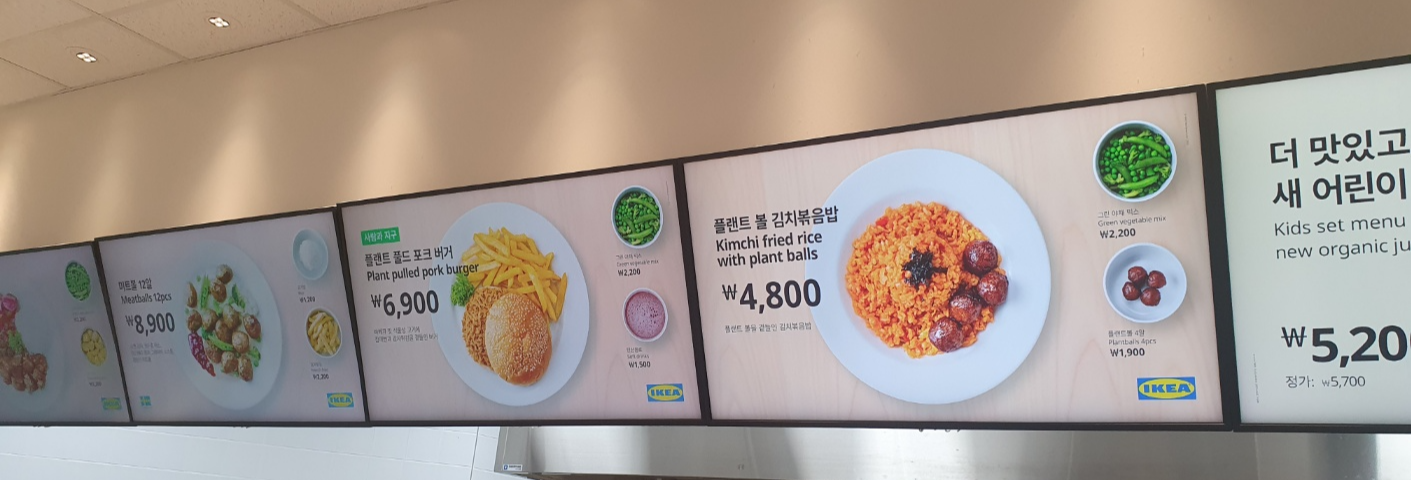 미트볼 12알
Meatballs 12pcs
₩8,900
IKEA
사람과 지구
플랜트 풀드 포크 버거
Plant pulled pork burger
₩6,900
Green vegetable mix
₩2,200
₩1,500
IKEA
플랜트 볼 김치볶음밥
Kimchi fried rice
with plant balls
₩4,800
플랜트 볼을 곁들인 김치볶음밥
그린 야채 믹스
Green vegetable mix
₩2,200
플랜트볼 4알
Plantballs 4pcs
₩1,900
IKEA
더 맛있고
새 어린이
Kids set menu
new organic ju
₩5,20
정가: ₩5,700